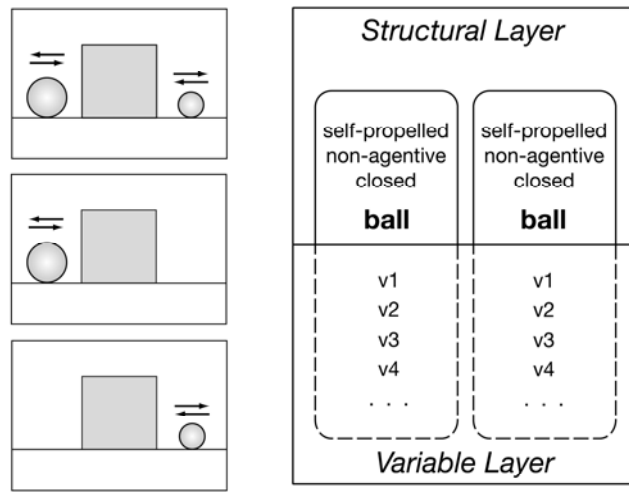 Structural Layer
self-propelled
non-agentive
closed
ball
self-propelled
non-agentive
closed
ball
v1
v2
v3
v4
. . .
v1
v2
v3
v4
. . .
Variable Layer